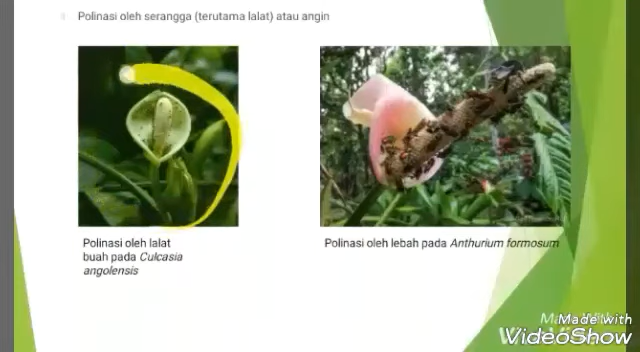 Polinasi oleh serangga (terutama lalat) atau angin
Polinasi oleh lalat
buah pada Culcasia
angolensis
Polinasi oleh lebah pada Anthurium formosum
Made with
VideoShow